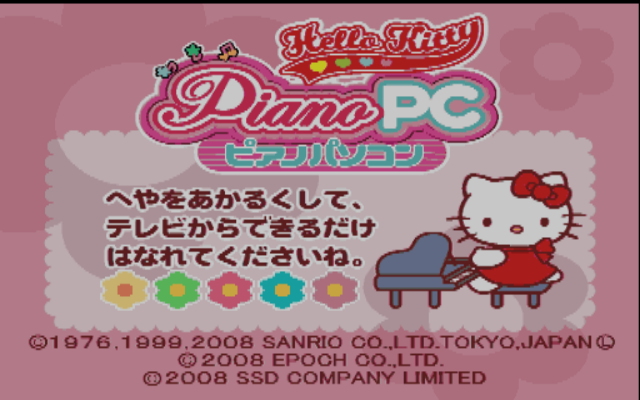 Hello Kitty
Piano PC
ピアノパソコン
へやをあかるくして、
テレビからできるだけ
はなれてくださいね。
©1976,1999,2008 SANRIO CO.,LTD.TOKYO,JAPAN Ⓛ
©2008 EPOCH CO.,LTD.
©2008 SSD COMPANY LIMITED